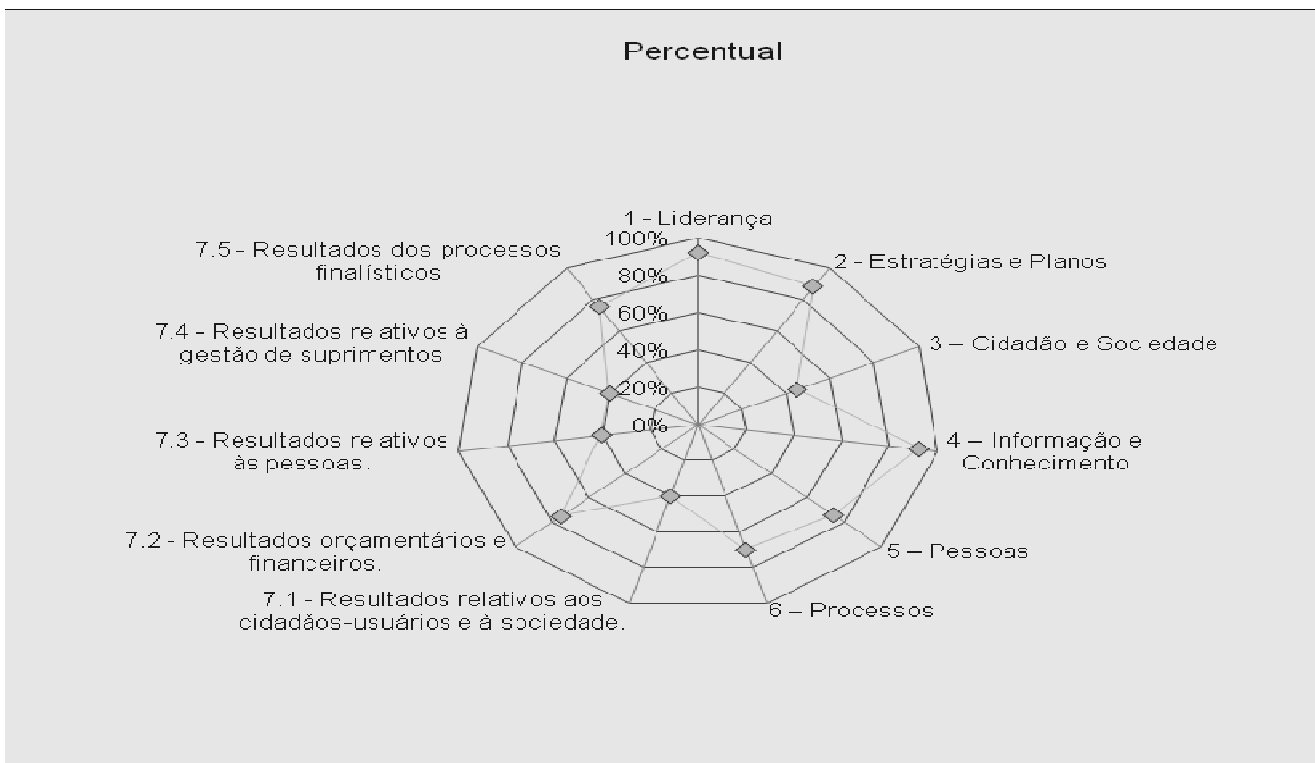 Percentual
1 - Liderança
100%
80%
60%
40%
20%
0%
2 - Estratégias e Planos
3 – Cidadão e Sociedade
4 – Informação e
Conhecimento
5 – Pessoas
6 – Processos
7.1 - Resultados relativos aos
cidadãos-usuários e à sociedade.
7.2 - Resultados orçamentários e
financeiros.
7.3 - Resultados relativos
às pessoas.
7.4 - Resultados relativos à
gestão de suprimentos
7.5 - Resultados dos processos
finalísticos